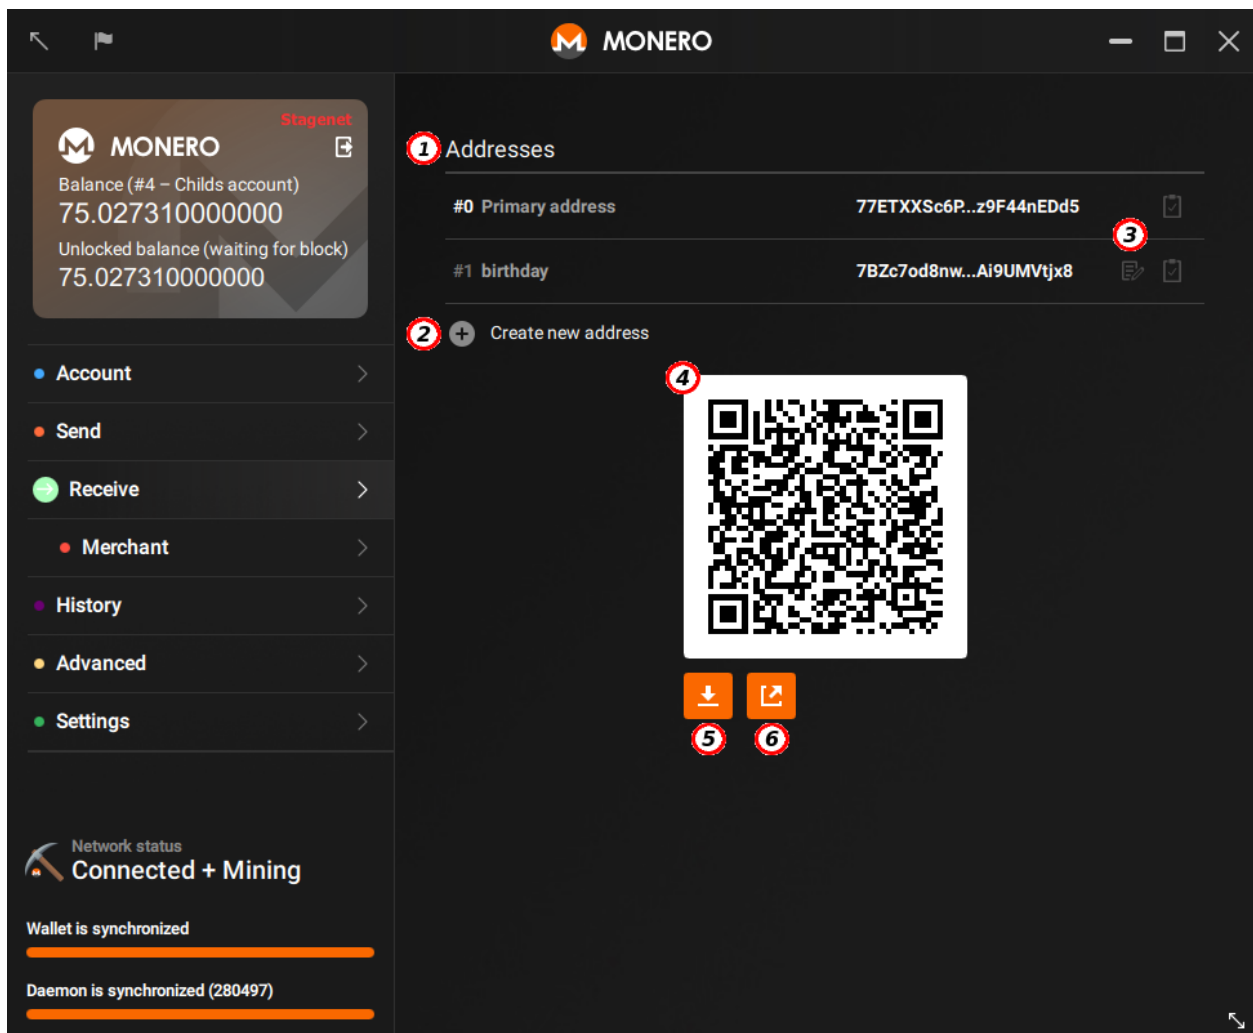 MONERO
Stagenet
MONERO
Balance (#4 – Childs account)
75.027310000000
Unlocked balance (waiting for block)
75.027310000000
Account
Send
Receive
Merchant
History
Advanced
Settings
Network status
Connected + Mining
Wallet is synchronized
Daemon is synchronized (280497)
1 Addresses
#0 Primary address 77ETXXSc6P...z9F44nEDd5
3
#1 birthday 7BZc7od8nw...Ai9UMVtjx8
2 Create new address
4
5 6